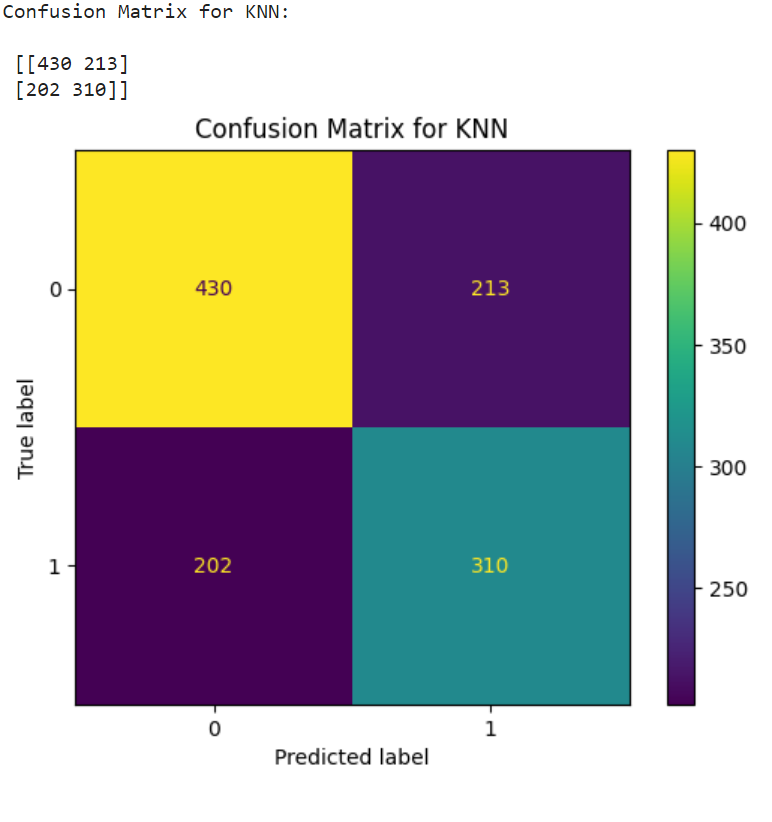 Confusion Matrix for KNN:
[[430 213]
[202 310]]
Confusion Matrix for KNN
430 213
202 310
0
1
True label
0 1
Predicted label
400
350
300
250